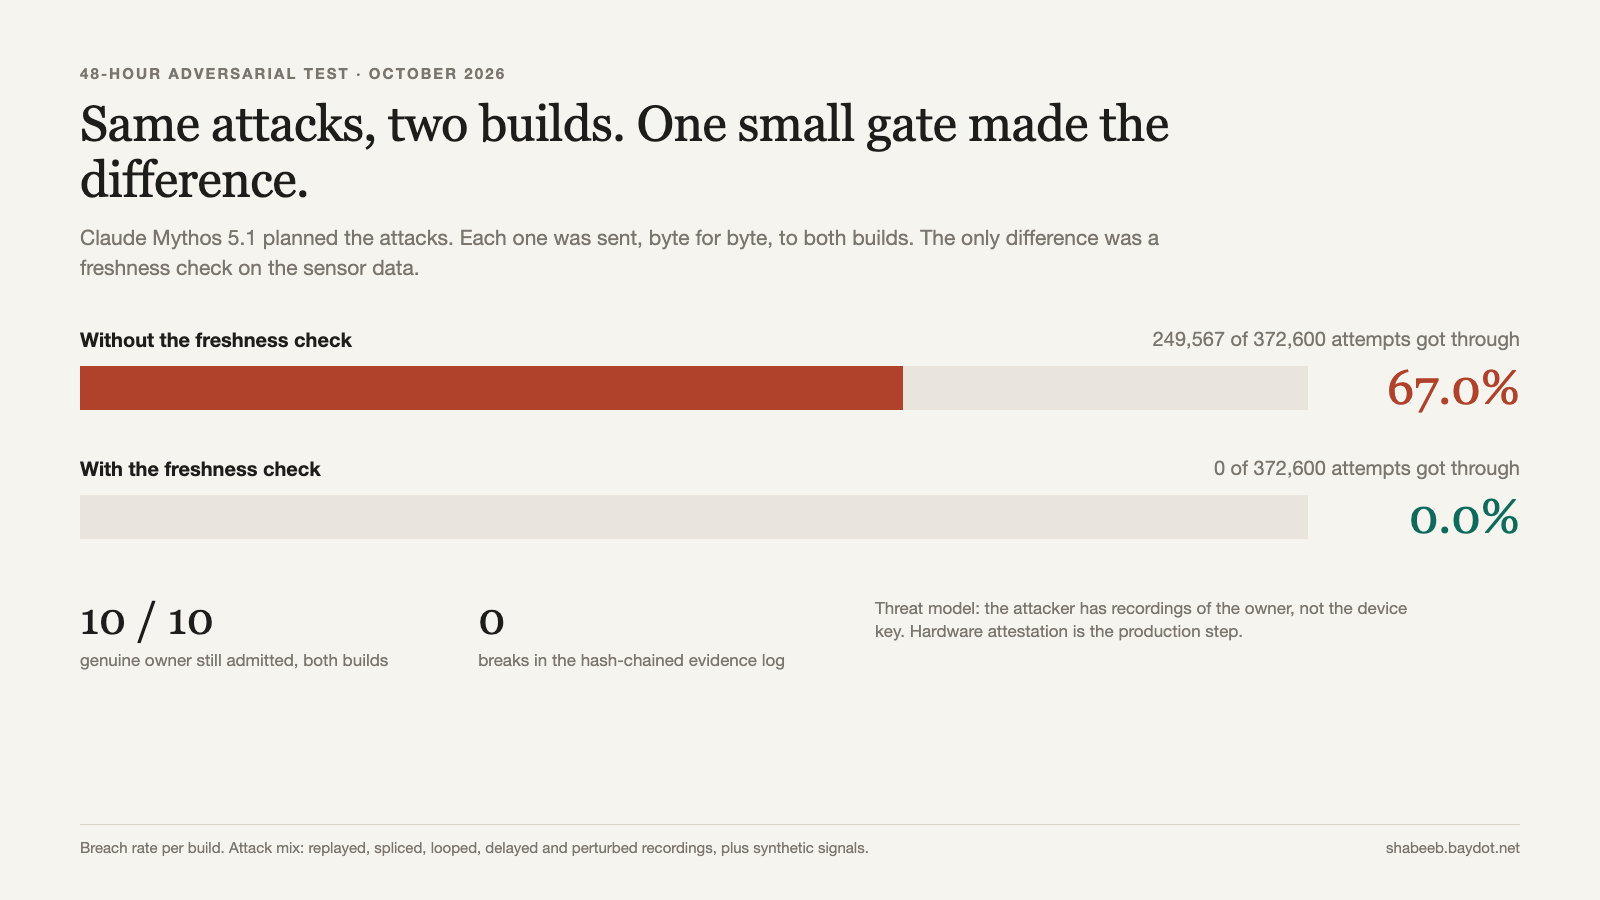 48-HOUR ADVERSARIAL TEST · OCTOBER 2026
Same attacks, two builds. One small gate made the
difference.
Claude Mythos 5.1 planned the attacks. Each one was sent, byte for byte, to both builds. The only difference was a
freshness check on the sensor data.
Without the freshness check
249,567 of 372,600 attempts got through
67.0%
With the freshness check
0 of 372,600 attempts got through
0.0%
10 / 10
genuine owner still admitted, both builds
0
breaks in the hash-chained evidence log
Threat model: the attacker has recordings of the owner, not the device
key. Hardware attestation is the production step.
Breach rate per build. Attack mix: replayed, spliced, looped, delayed and perturbed recordings, plus synthetic signals.
shabeeb.baydot.net